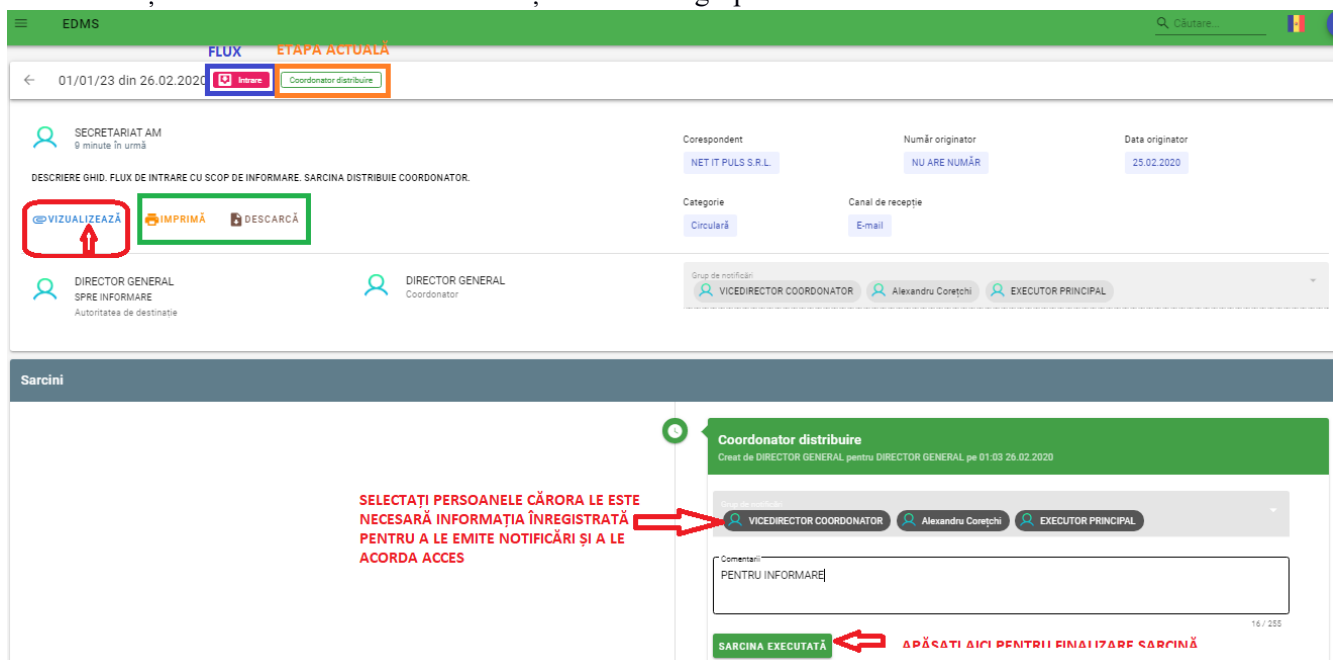 EDMS
Căutare...
FLUX ETAPA ACTUALĂ
01/01/23 din 26.02.2020 Intrare Coordonator distribuire
SECRETARIAT AM
9 minute în urmă
DESCRIERE GHID. FLUX DE INTRARE CU SCOP DE INFORMARE. SARCINA DISTRIBUIE COORDONATOR.
VIZUALIZEAZĂ IMPRIMĂ DESCARCĂ
Corespondent Număr originator Data originator
NET IT PULS S.R.L. NU ARE NUMĂR 25.02.2020
Categorie Canal de recepție
Circulară E-mail
DIRECTOR GENERAL
SPRE INFORMARE
Autoritatea de destinație
DIRECTOR GENERAL
Coordonator
Grup de notificări
VICEDIRECTOR COORDONATOR Alexandru Corețchi EXECUTOR PRINCIPAL
Sarcini
Coordonator distribuire
Creat de DIRECTOR GENERAL pentru DIRECTOR GENERAL pe 01:03 26.02.2020
SELECTAȚI PERSOANELE CĂRORA LE ESTE
NECESARĂ INFORMAȚIA ÎNREGISTRATĂ
PENTRU A LE EMITE NOTIFICĂRI ȘI A LE
ACORDA ACCES
Grup de notificări
VICEDIRECTOR COORDONATOR Alexandru Corețchi EXECUTOR PRINCIPAL
Comentarii
PENTRU INFORMARE
16 / 255
SARCINA EXECUTATĂ
APĂSAȚI AICI PENTRU FINALIZARE SARCINĂ